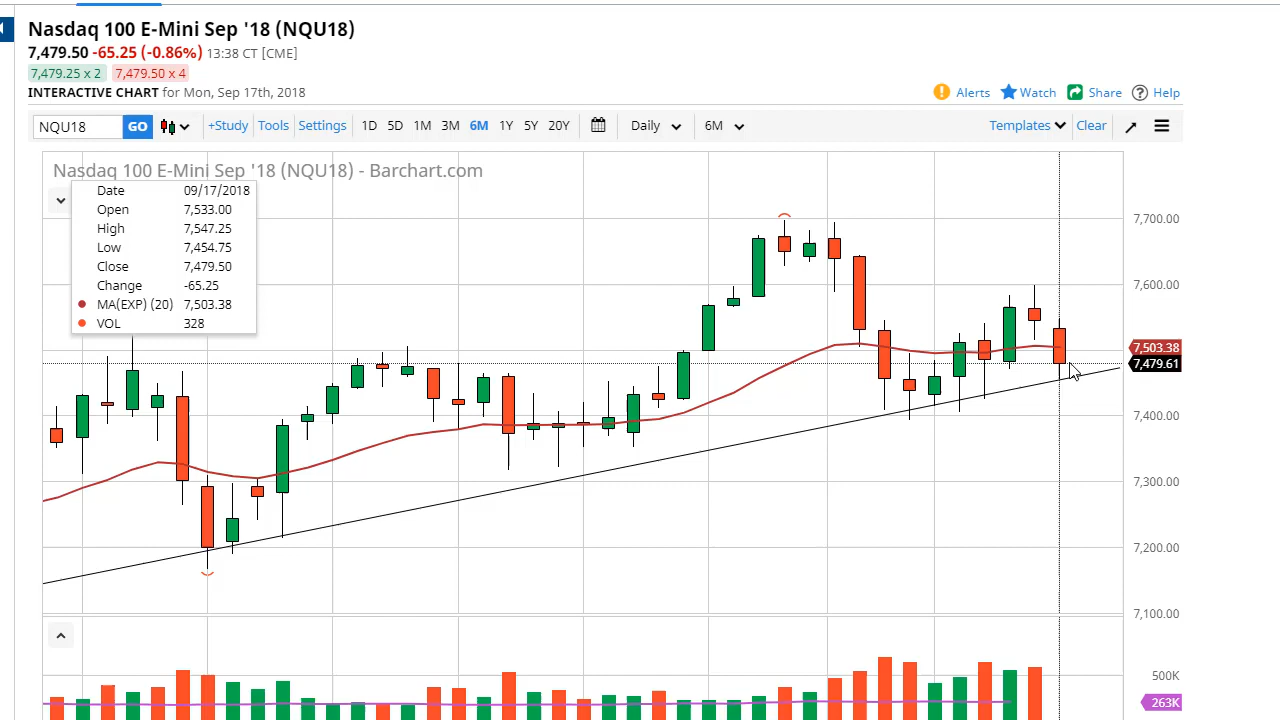 Nasdaq 100 E-Mini Sep '18 (NQU18)
7,479.50 -65.25 (-0.86%) 13:38 CT [CME]
7,479.25 x 2 7,479.50 x 4
INTERACTIVE CHART for Mon, Sep 17th, 2018
Alerts Watch Share Help
NQU18 GO +Study Tools Settings 1D 5D 1M 3M 6M 1Y 5Y 20Y Daily 6M Templates Clear
Nasdaq 100 E-Mini Sep '18 (NQU18) - Barchart.com
Date 09/17/2018
Open 7,533.00
High 7,547.25
Low 7,454.75
Close 7,479.50
Change -65.25
MA(EXP) (20) 7,503.38
VOL 328
7,700.00
7,600.00
7,503.38
7,479.61
7,400.00
7,300.00
7,200.00
7,100.00
500K
263K